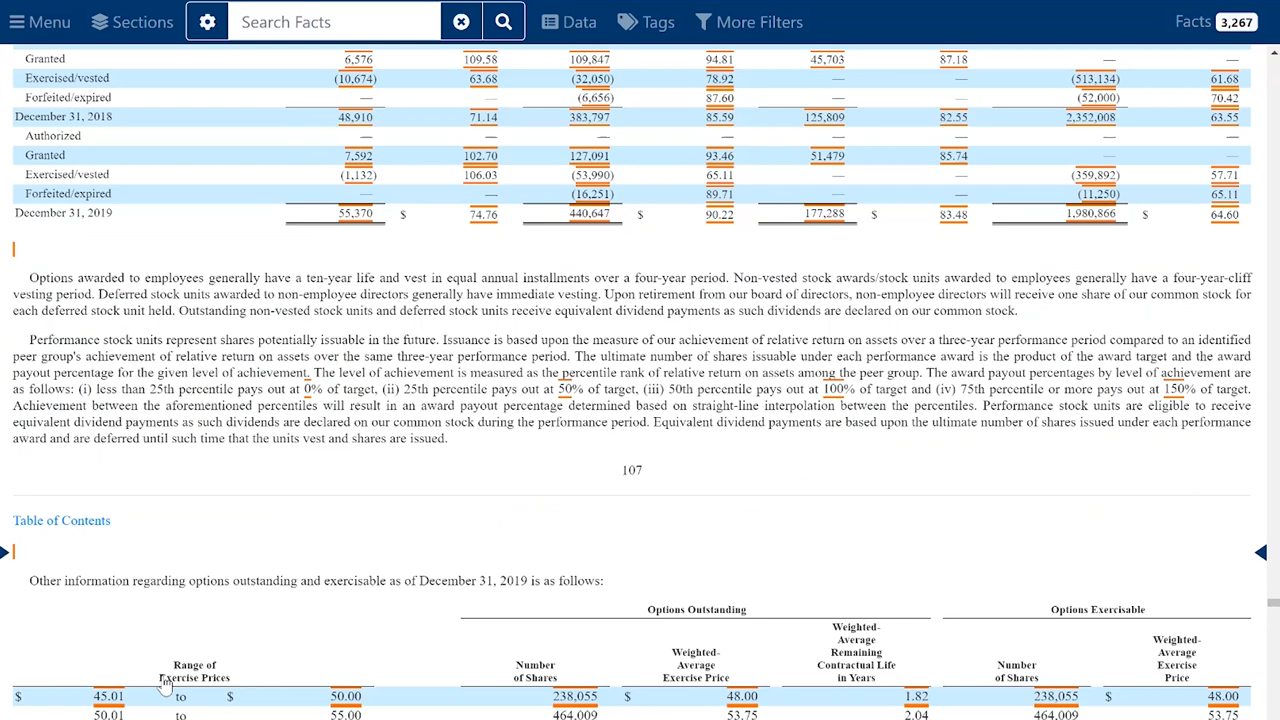 Menu Sections Search Facts Data Tags More Filters Facts 3,267
Granted 6,576 109.58 109,847 94.81 45,703 87.18 — —
Exercised/vested (10,674) 63.68 (32,050) 78.92 — — (513,134) 61.68
Forfeited/expired — — (6,656) 87.60 — — (52,000) 70.42
December 31, 2018 48,910 71.14 383,797 85.59 125,809 82.55 2,352,008 63.55
Authorized — — — — — — — —
Granted 7,592 102.70 127,091 93.46 51,479 85.74 — —
Exercised/vested (1,132) 106.03 (53,990) 65.11 — — (359,892) 57.71
Forfeited/expired — — (16,251) 89.71 — — (11,250) 65.11
December 31, 2019 55,370 $ 74.76 440,647 $ 90.22 177,288 $ 83.48 1,980,866 $ 64.60
Options awarded to employees generally have a ten-year life and vest in equal annual installments over a four-year period. Non-vested stock awards/stock units awarded to employees generally have a four-year-cliff
vesting period. Deferred stock units awarded to non-employee directors generally have immediate vesting. Upon retirement from our board of directors, non-employee directors will receive one share of our common stock for
each deferred stock unit held. Outstanding non-vested stock units and deferred stock units receive equivalent dividend payments as such dividends are declared on our common stock.
Performance stock units represent shares potentially issuable in the future. Issuance is based upon the measure of our achievement of relative return on assets over a three-year performance period compared to an identified
peer group's achievement of relative return on assets over the same three-year performance period. The ultimate number of shares issuable under each performance award is the product of the award target and the award
payout percentage for the given level of achievement. The level of achievement is measured as the percentile rank of relative return on assets among the peer group. The award payout percentages by level of achievement are
as follows: (i) less than 25th percentile pays out at 0% of target, (ii) 25th percentile pays out at 50% of target, (iii) 50th percentile pays out at 100% of target and (iv) 75th percentile or more pays out at 150% of target.
Achievement between the aforementioned percentiles will result in an award payout percentage determined based on straight-line interpolation between the percentiles. Performance stock units are eligible to receive
equivalent dividend payments as such dividends are declared on our common stock during the performance period. Equivalent dividend payments are based upon the ultimate number of shares issued under each performance
award and are deferred until such time that the units vest and shares are issued.
107
Table of Contents
Other information regarding options outstanding and exercisable as of December 31, 2019 is as follows:
Options Outstanding Options Exercisable
Weighted-
Average Weighted-
Weighted- Remaining Average
Range of Number Average Contractual Life Number Exercise
Exercise Prices of Shares Exercise Price in Years of Shares Price
$ 45.01 to $ 50.00 238,055 $ 48.00 1.82 238,055 $ 48.00
50.01 to 55.00 464,009 53.75 2.04 464,009 53.75